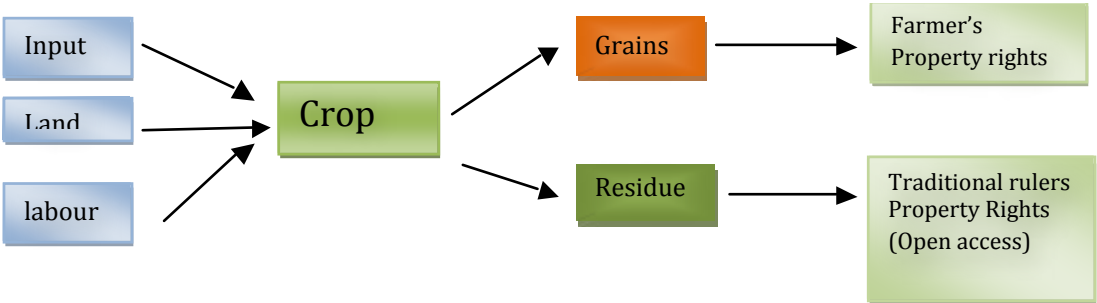 Input
Land
labour
Crop
Grains
Residue
Farmer’s
Property rights
Traditional rulers
Property Rights
(Open access)